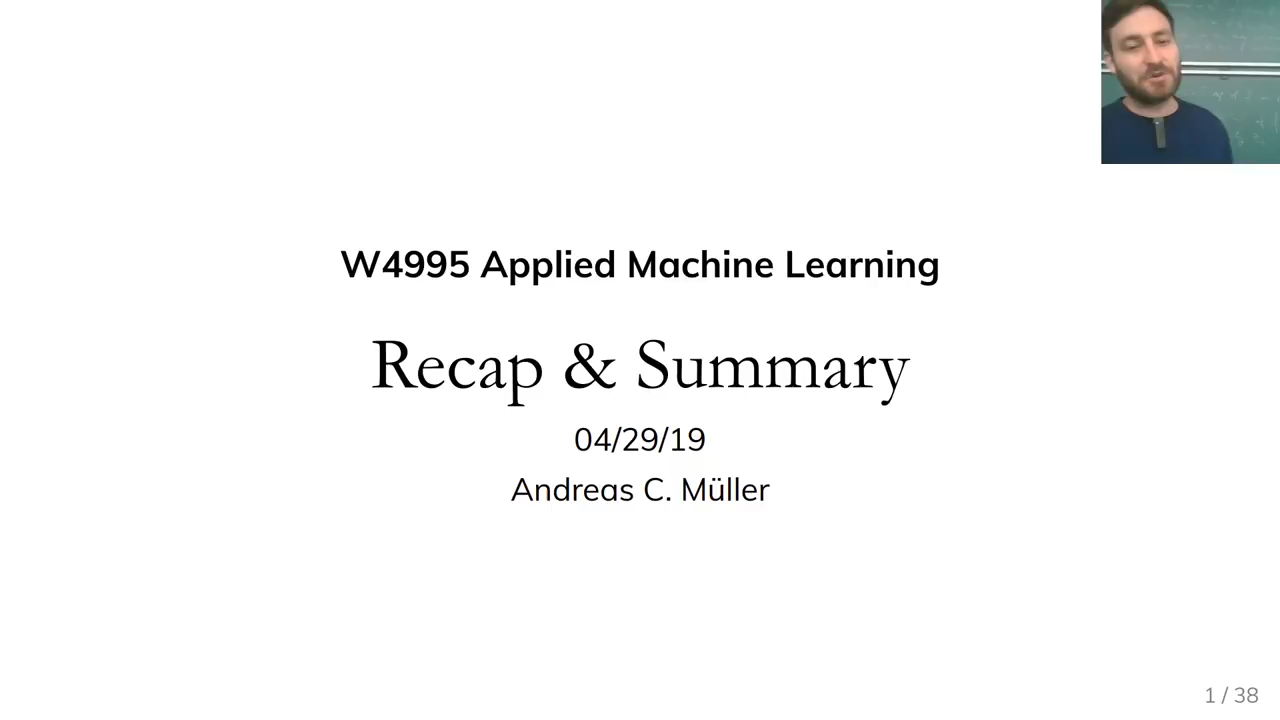 W4995 Applied Machine Learning
Recap & Summary
04/29/19
Andreas C. Müller
1 / 38